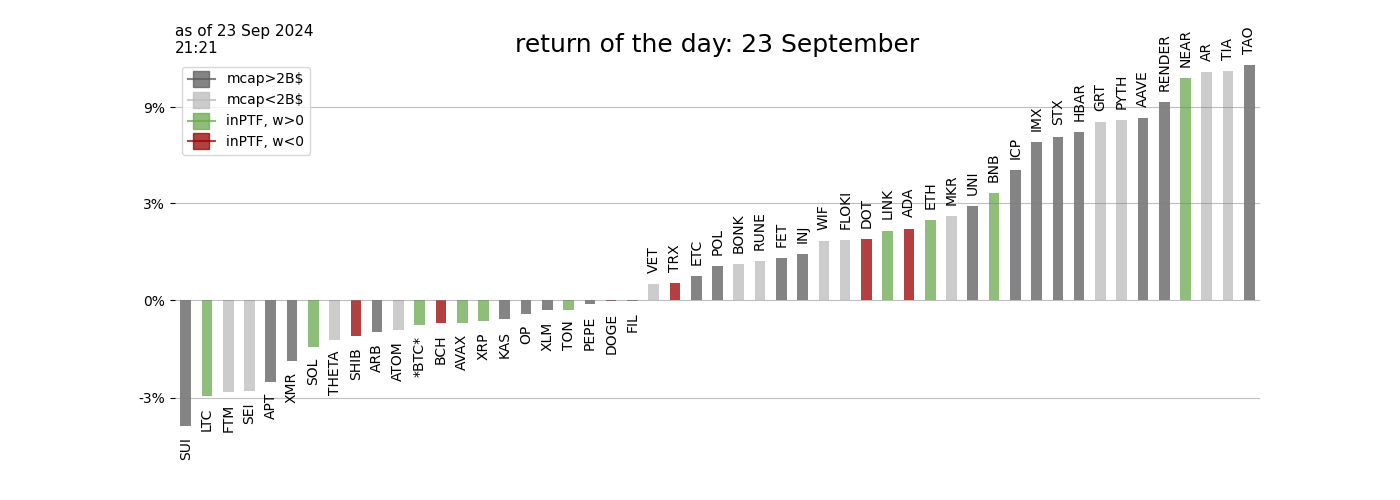 as of 23 Sep 2024
21:21
return of the day: 23 September
mcap>2B$
mcap<2B$
inPTF, w>0
inPTF, w<0
9%
3%
0%
-3%
SUI
LTC
FTM
SEI
APT
XMR
SOL
THETA
SHIB
ARB
ATOM
*BTC*
BCH
AVAX
XRP
KAS
OP
XLM
TON
PEPE
DOGE
FIL
VET
TRX
ETC
POL
BONK
RUNE
FET
INJ
WIF
FLOKI
DOT
LINK
ADA
ETH
MKR
UNI
BNB
ICP
IMX
STX
HBAR
GRT
PYTH
AAVE
RENDER
NEAR
AR
TIA
TAO